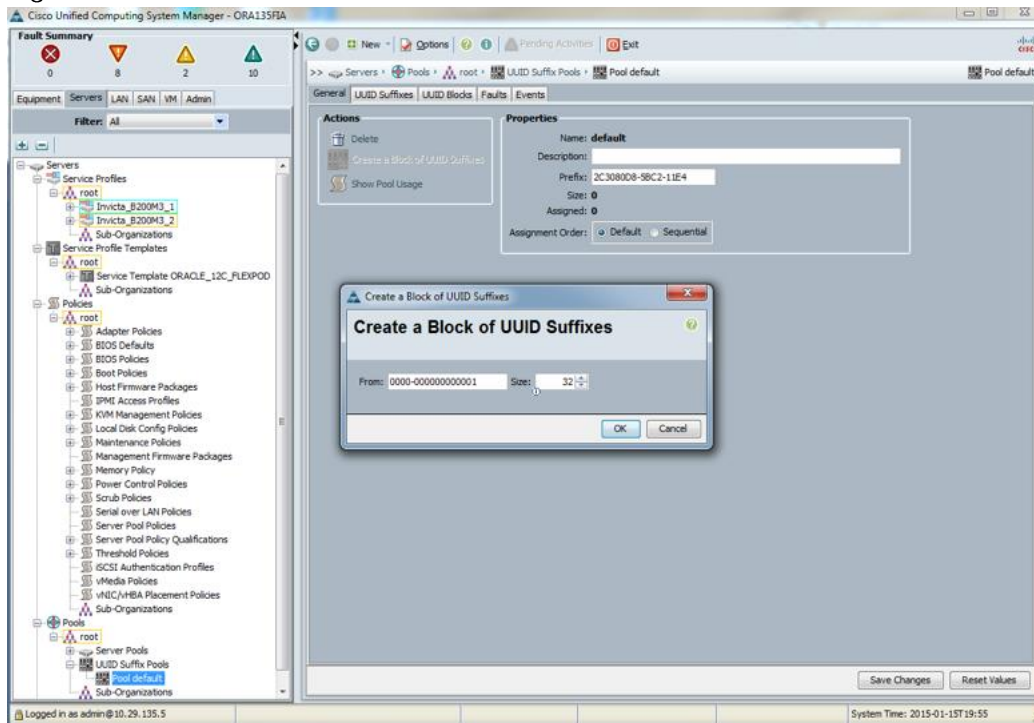 Cisco Unified Computing System Manager - ORA135FIA
Fault Summary
0 8 2 10
New Options Pending Activities Exit
>> Servers Pools root UUID Suffix Pools Pool default
Pool default
Equipment Servers LAN SAN VM Admin
Filter: All
Servers
Service Profiles
root
Invicta_B200M3_1
Invicta_B200M3_2
Sub-Organizations
Service Profile Templates
root
Service Template ORACLE_12C_FLEXPOD
Sub-Organizations
Policies
root
Adapter Policies
BIOS Defaults
BIOS Policies
Boot Policies
Host Firmware Packages
IPMI Access Profiles
KVM Management Policies
Local Disk Config Policies
Maintenance Policies
Management Firmware Packages
Memory Policy
Power Control Policies
Scrub Policies
Serial over LAN Policies
Server Pool Policies
Server Pool Policy Qualifications
Threshold Policies
iSCSI Authentication Profiles
vMedia Policies
vNIC/vHBA Placement Policies
Sub-Organizations
Pools
root
Server Pools
UUID Suffix Pools
Pool default
Sub-Organizations
General UUID Suffixes UUID Blocks Faults Events
Actions
Delete
Create a Block of UUID Suffixes
Show Pool Usage
Properties
Name: default
Description:
Prefix: 2C3080D8-5BC2-11E4
Size: 0
Assigned: 0
Assignment Order: Default Sequential
Create a Block of UUID Suffixes
Create a Block of UUID Suffixes
From: 0000-000000000001 Size: 32
OK Cancel
Save Changes Reset Values
Logged in as admin@10.29.135.5
System Time: 2015-01-15T19:55